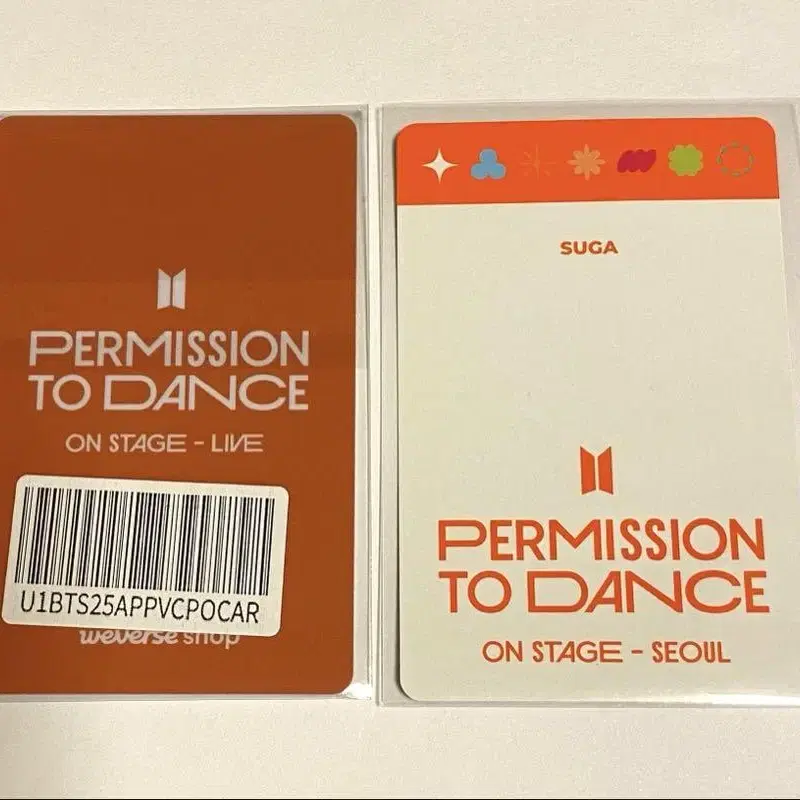 PERMISSION
TO DANCE
ON STAGE - LIVE
U1BTS25APPVCPOCAR
weverse shop
SUGA
PERMISSION
TO DANCE
ON STAGE - SEOUL